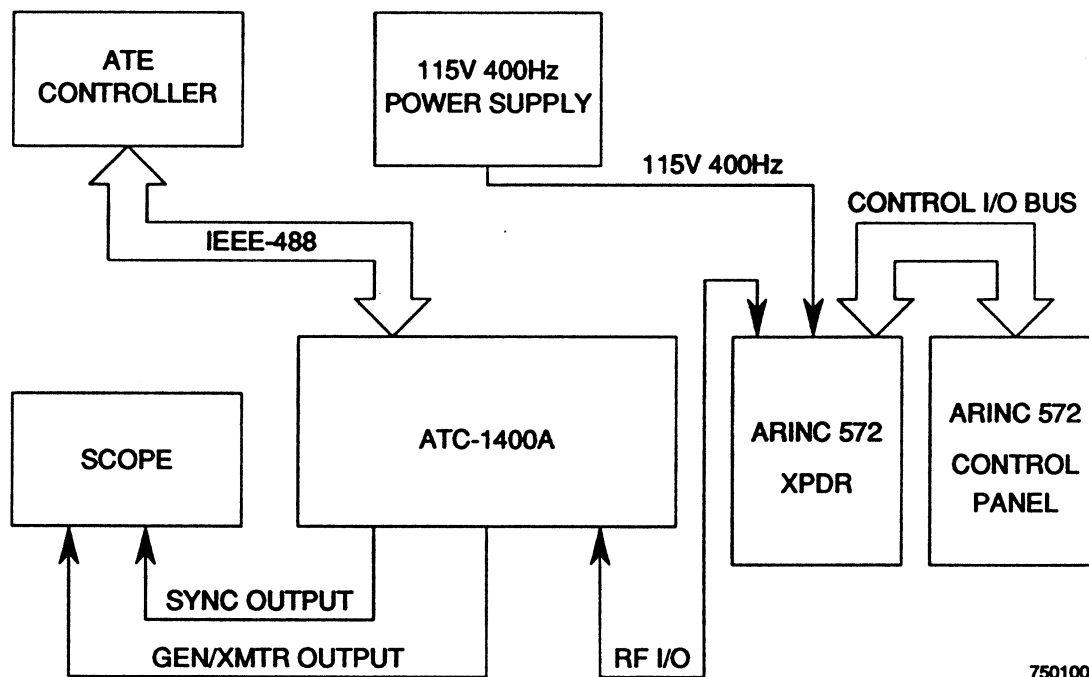 ATE
CONTROLLER
115V 400Hz
POWER SUPPLY
115V 400Hz
CONTROL I/O BUS
IEEE-488
SCOPE
ATC-1400A
ARINC 572
XPDR
ARINC 572
CONTROL
PANEL
SYNC OUTPUT
GEN/XMTR OUTPUT
RF I/O
750100